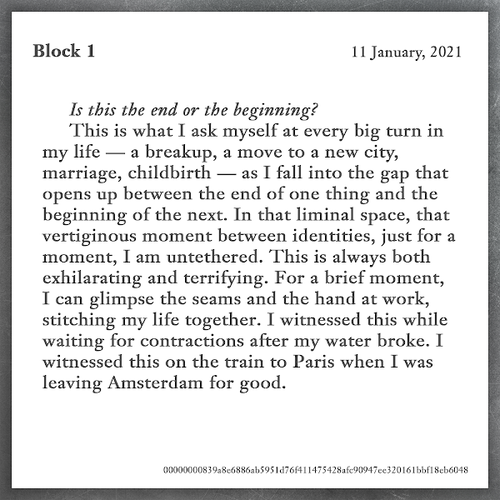 Block 1
11 January, 2021
Is this the end or the beginning?
This is what I ask myself at every big turn in
my life — a breakup, a move to a new city,
marriage, childbirth — as I fall into the gap that
opens up between the end of one thing and the
beginning of the next. In that liminal space, that
vertiginous moment between identities, just for a
moment, I am untethered. This is always both
exhilarating and terrifying. For a brief moment,
I can glimpse the seams and the hand at work,
stitching my life together. I witnessed this while
waiting for contractions after my water broke. I
witnessed this on the train to Paris when I was
leaving Amsterdam for good.
00000000839a8e6886ab5951d76f411475428afc90947ee320161bbf18eb6048